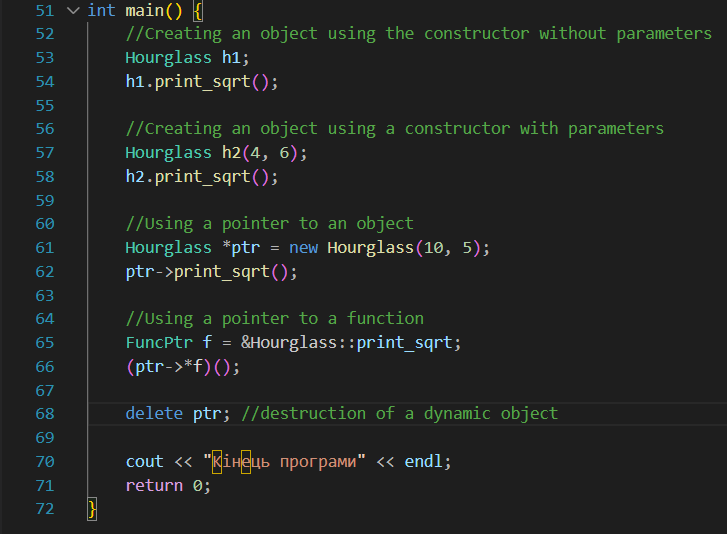 51 int main() {
52 //Creating an object using the constructor without parameters
53 Hourglass h1;
54 h1.print_sqrt();
55
56 //Creating an object using a constructor with parameters
57 Hourglass h2(4, 6);
58 h2.print_sqrt();
59
60 //Using a pointer to an object
61 Hourglass *ptr = new Hourglass(10, 5);
62 ptr->print_sqrt();
63
64 //Using a pointer to a function
65 FuncPtr f = &Hourglass::print_sqrt;
66 (ptr->*f)();
67
68 delete ptr; //destruction of a dynamic object
69
70 cout << "Кінець програми" << endl;
71 return 0;
72 }